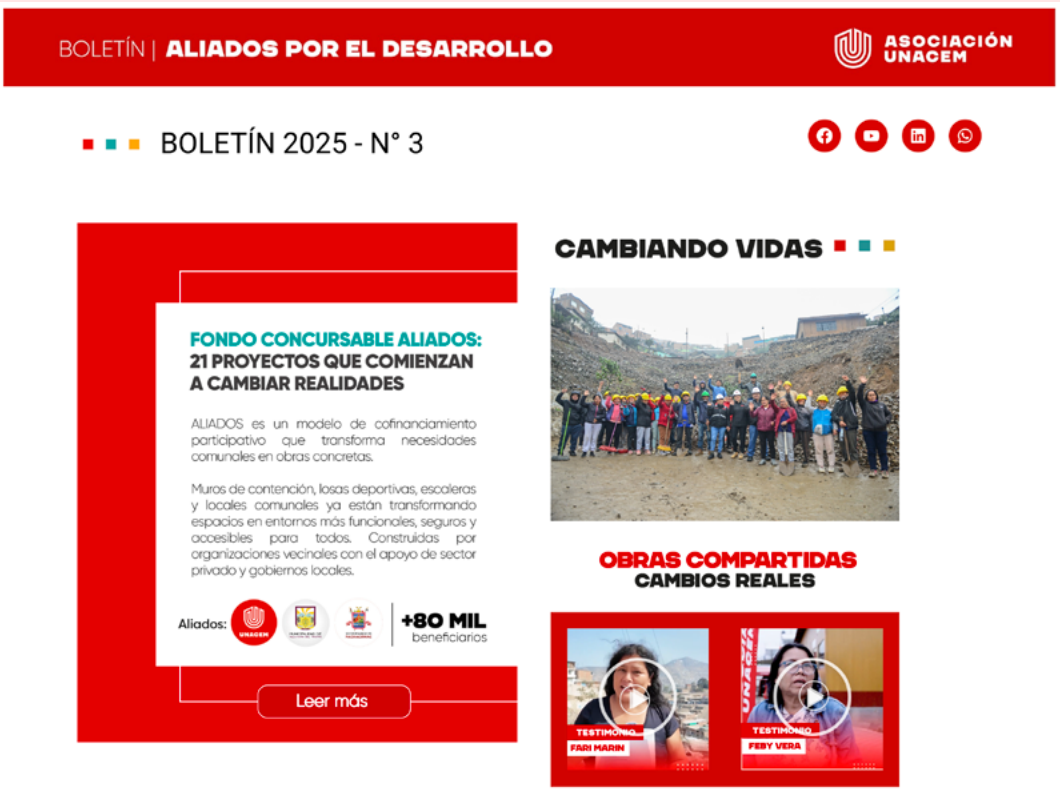 BOLETÍN | ALIADOS POR EL DESARROLLO
ASOCIACIÓN
UNACEM
BOLETÍN 2025 - N° 3
FONDO CONCURSABLE ALIADOS:
21 PROYECTOS QUE COMIENZAN
A CAMBIAR REALIDADES
ALIADOS es un modelo de cofinanciamiento
participativo que transforma necesidades
comunales en obras concretas.
Muros de contención, losas deportivas, escaleras
y locales comunales ya están transformando
espacios en entornos más funcionales, seguros y
accesibles para todos. Construidas por
organizaciones vecinales con el apoyo de sector
privado y gobiernos locales.
Aliados:
UNACEM
+80 MIL
beneficiarios
Leer más
CAMBIANDO VIDAS
OBRAS COMPARTIDAS
CAMBIOS REALES
TESTIMONIO
FARI MARIN
UNACEM
TESTIMONIO
FEBY VERA